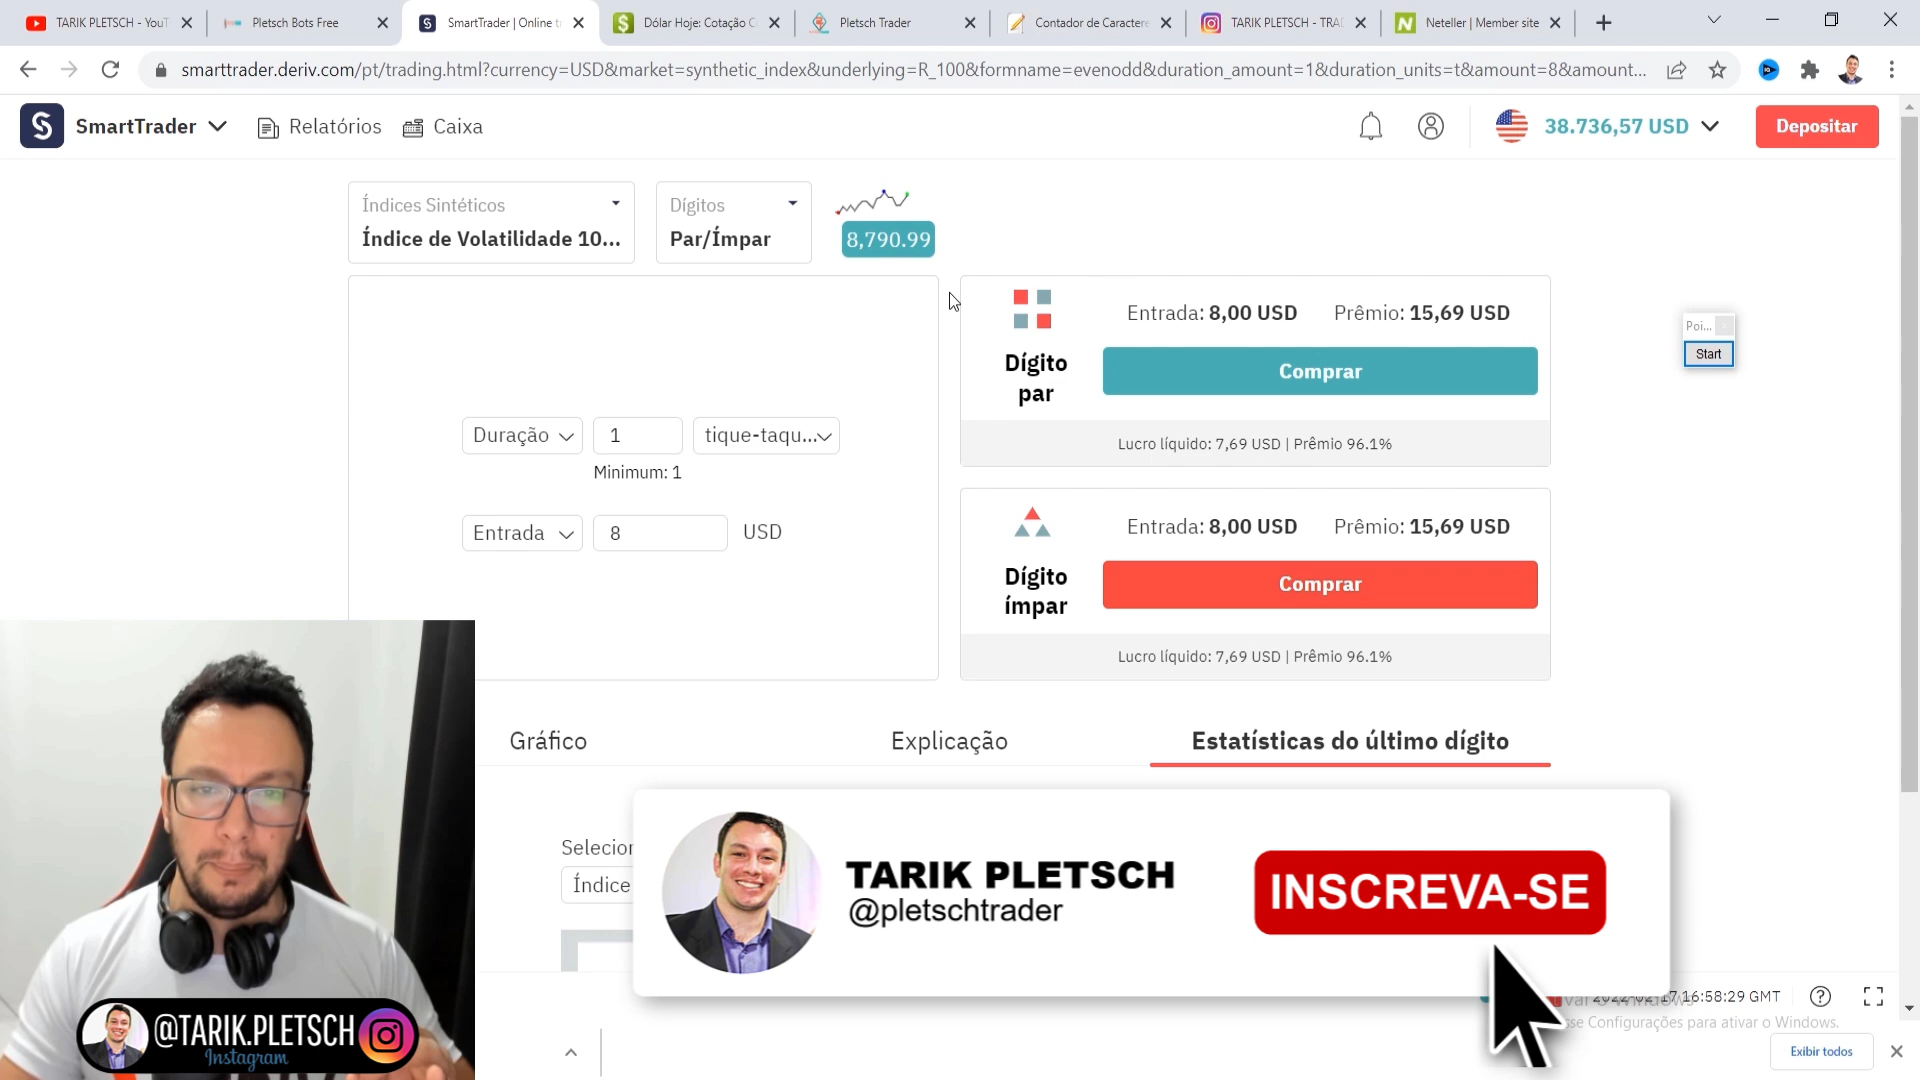 TARIK PLETSCH - YouT
Pletsch Bots Free
SmartTrader | Online t
Dólar Hoje: Cotação C
Pletsch Trader
Contador de Caractere
TARIK PLETSCH - TRA
Neteller | Member site
smarttrader.deriv.com/pt/trading.html?currency=USD&market=synthetic_index&underlying=R_100&formname=evenodd&duration_amount=1&duration_units=t&amount=8&amount...
SmartTrader
Relatórios
Caixa
38.736,57 USD
Depositar
Índices Sintéticos
Índice de Volatilidade 10...
Dígitos
Par/Ímpar
8,790.99
Duração
1
tique-taqu...
Minimum: 1
Entrada
8
USD
Entrada: 8,00 USD
Prêmio: 15,69 USD
Dígito
par
Comprar
Lucro líquido: 7,69 USD | Prêmio 96.1%
Entrada: 8,00 USD
Prêmio: 15,69 USD
Dígito
ímpar
Comprar
Lucro líquido: 7,69 USD | Prêmio 96.1%
Poi...
Start
Gráfico
Explicação
Estatísticas do último dígito
Selecion
Índice
TARIK PLETSCH
@pletschtrader
INSCREVA-SE
@TARIK.PLETSCH
Instagram
2022-02-17 16:58:29 GMT
Configurações para ativar o Windows.
Exibir todos